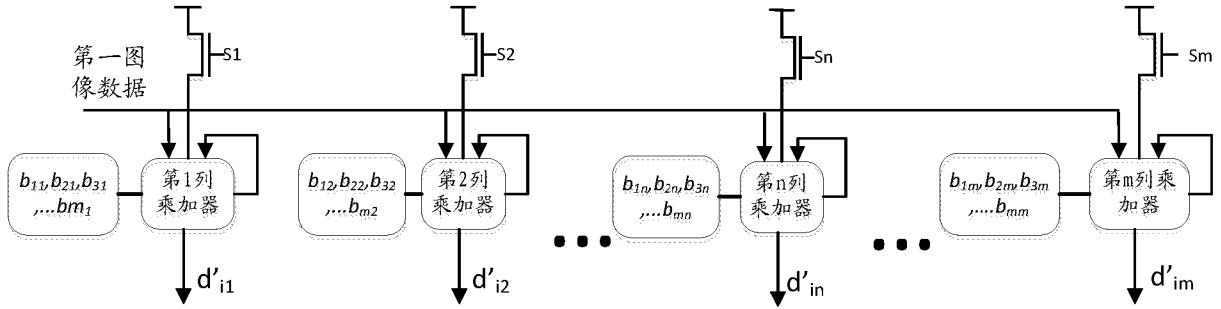 S1
S2
Sn
Sm
第一图
像数据
b11,b21,b31
,...bm1
第1列
乘加器
b12,b22,b32
,...bm2
第2列
乘加器
b1n,b2n,b3n
,...bmn
第n列
乘加器
b1m,b2m,b3m
,....bmm
第m列乘
加器
d'i1
d'i2
d'in
d'im